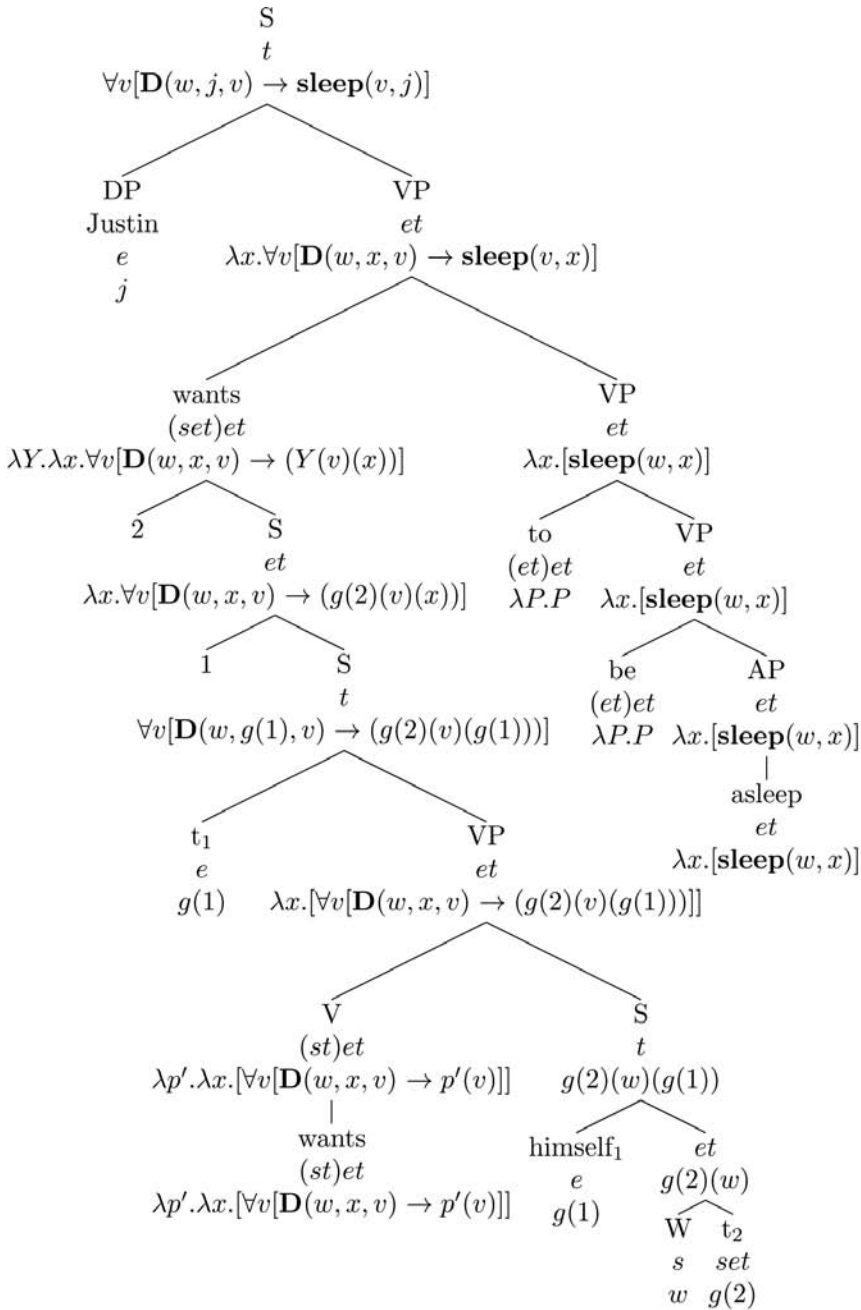 S
t
∀v[D(w, j, v) → sleep(v, j)]
DP VP
Justin et
e λx.∀v[D(w, x, v) → sleep(v, x)]
j
wants VP
(set)et et
λY.λx.∀v[D(w, x, v) → (Y(v)(x))] λx.[sleep(w, x)]
2 S to VP
et (et)et et
λx.∀v[D(w, x, v) → (g(2)(v)(x))] λP.P λx.[sleep(w, x)]
1 S be AP
t (et)et et
∀v[D(w, g(1), v) → (g(2)(v)(g(1)))] λP.P λx.[sleep(w, x)]
asleep
t₁ VP et
e et λx.[sleep(w, x)]
g(1) λx.[∀v[D(w, x, v) → (g(2)(v)(g(1)))]]
V S
(st)et t
λp′.λx.[∀v[D(w, x, v) → p′(v)]] g(2)(w)(g(1))
wants himself₁ et
(st)et e g(2)(w)
λp′.λx.[∀v[D(w, x, v) → p′(v)]] g(1)
W t₂
s set
w g(2)